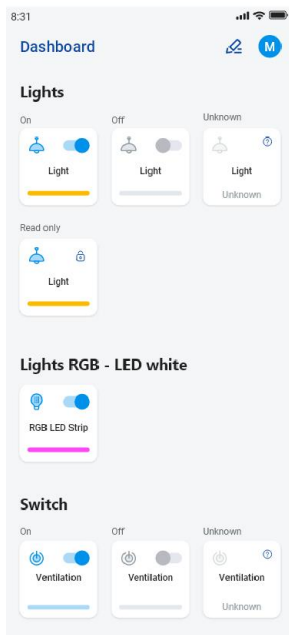 8:31
Dashboard
M
Lights
On
Off
Unknown
Light
Light
Light
Unknown
Read only
Light
Lights RGB - LED white
RGB LED Strip
Switch
On
Off
Unknown
Ventilation
Ventilation
Ventilation
Unknown